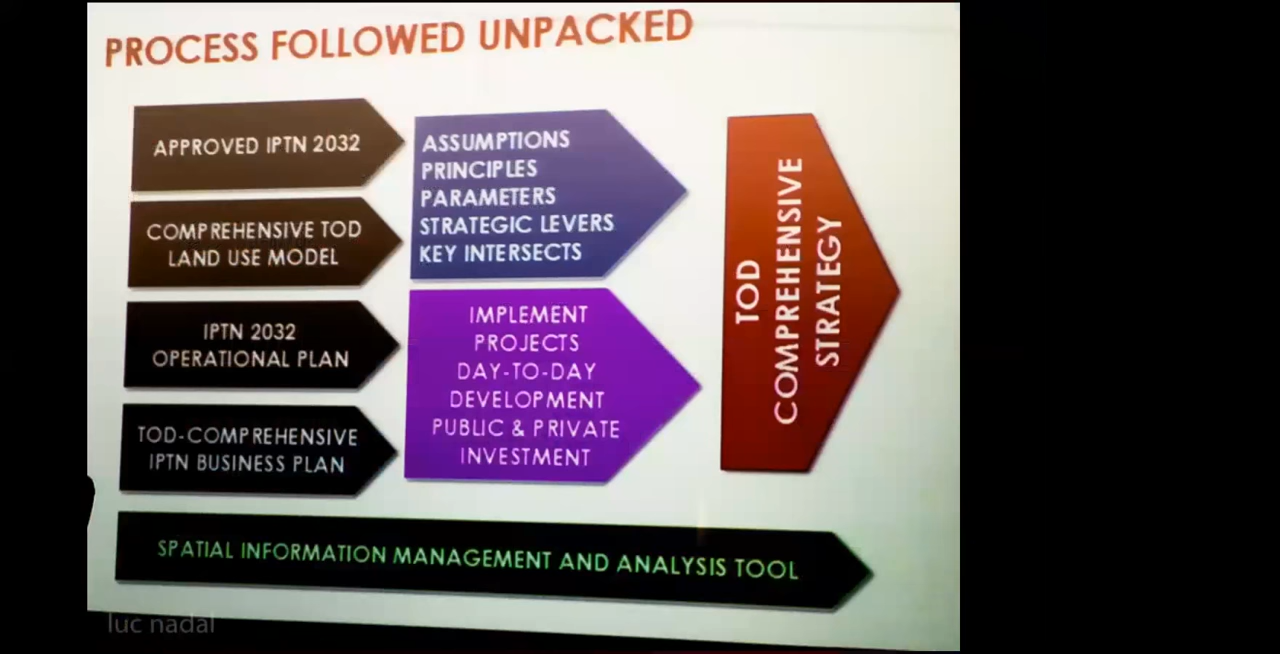 PROCESS FOLLOWED UNPACKED
APPROVED IPTN 2032
COMPREHENSIVE TOD
LAND USE MODEL
IPTN 2032
OPERATIONAL PLAN
TOD-COMPREHENSIVE
IPTN BUSINESS PLAN
ASSUMPTIONS
PRINCIPLES
PARAMETERS
STRATEGIC LEVERS
KEY INTERSECTS
IMPLEMENT
PROJECTS
DAY-TO-DAY
DEVELOPMENT
PUBLIC & PRIVATE
INVESTMENT
TOD
COMPREHENSIVE
STRATEGY
SPATIAL INFORMATION MANAGEMENT AND ANALYSIS TOOL
luc nadal